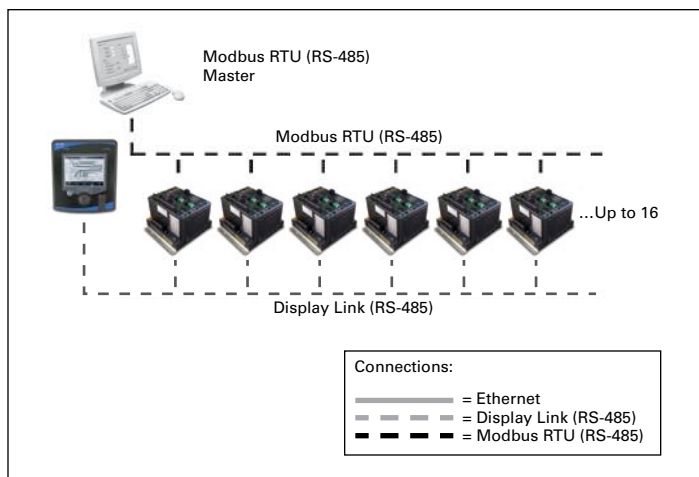 Modbus RTU (RS-485)
Master
Modbus RTU (RS-485)
...Up to 16
Display Link (RS-485)
Connections:
= Ethernet
= Display Link (RS-485)
= Modbus RTU (RS-485)